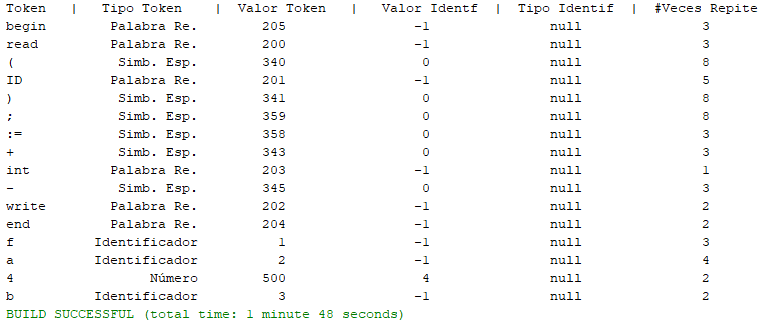 Token | Tipo Token | Valor Token | Valor Identf | Tipo Identif | #Veces Repite
begin Palabra Re. 205 -1 null 3
read Palabra Re. 200 -1 null 3
( Simb. Esp. 340 0 null 8
ID Palabra Re. 201 -1 null 5
) Simb. Esp. 341 0 null 8
; Simb. Esp. 359 0 null 8
:= Simb. Esp. 358 0 null 3
+ Simb. Esp. 343 0 null 3
int Palabra Re. 203 -1 null 1
- Simb. Esp. 345 0 null 3
write Palabra Re. 202 -1 null 2
end Palabra Re. 204 -1 null 2
f Identificador 1 -1 null 3
a Identificador 2 -1 null 4
4 Número 500 4 null 2
b Identificador 3 -1 null 2
BUILD SUCCESSFUL (total time: 1 minute 48 seconds)